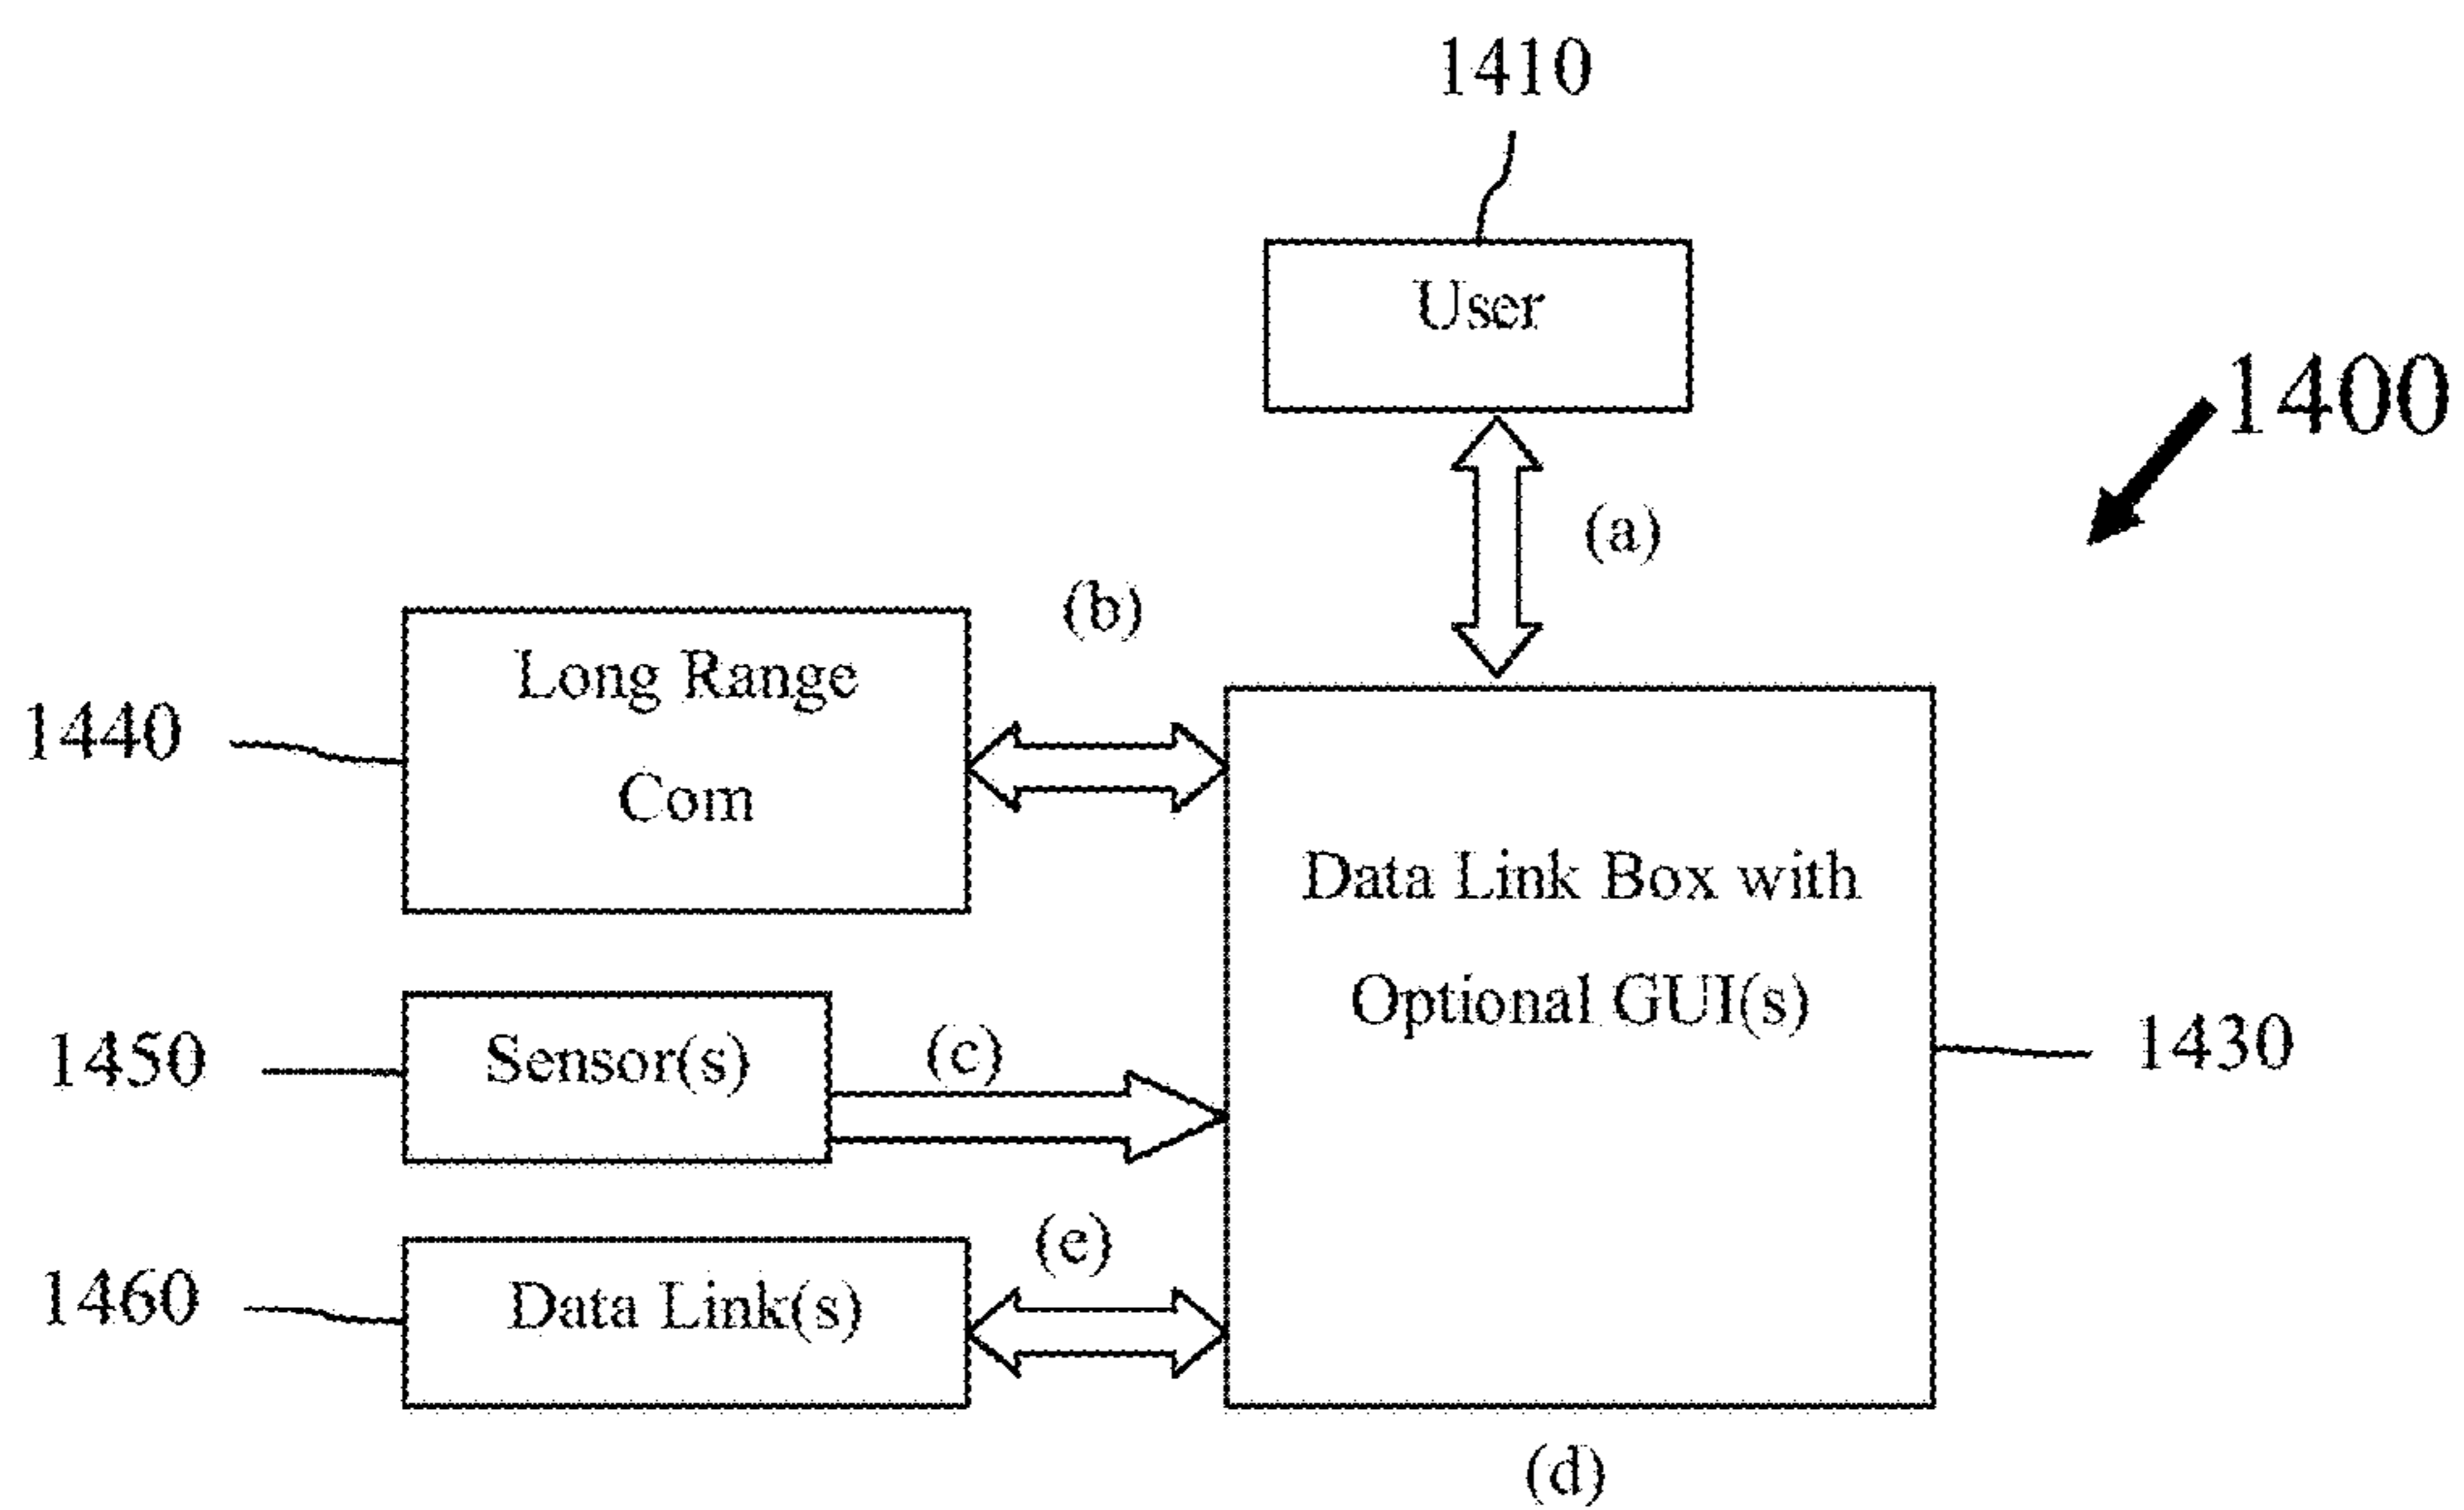 1410
User
1400
(a)
(b)
Long Range
Com
1440
Data Link Box with
Optional GUI(s)
1430
1450
Sensor(s)
(c)
1460
Data Link(s)
(e)
(d)